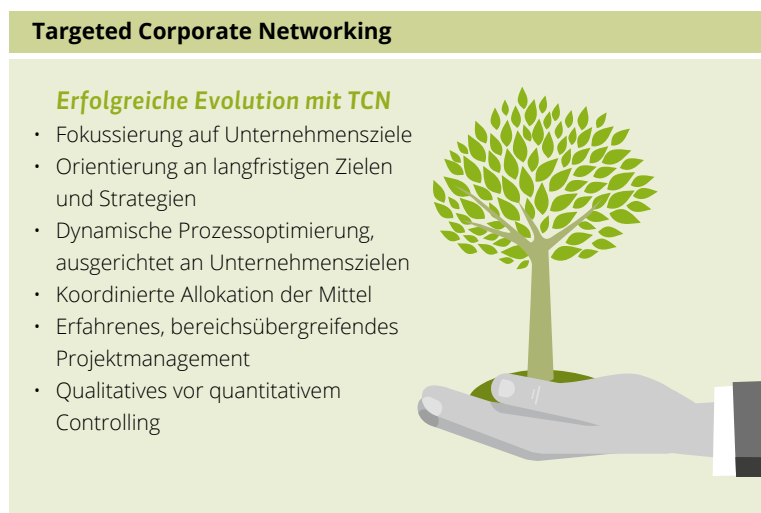 Targeted Corporate Networking
Erfolgreiche Evolution mit TCN
• Fokussierung auf Unternehmensziele
• Orientierung an langfristigen Zielen
und Strategien
• Dynamische Prozessoptimierung,
ausgerichtet an Unternehmenszielen
• Koordinierte Allokation der Mittel
• Erfahrenes, bereichsübergreifendes
Projektmanagement
• Qualitatives vor quantitativem
Controlling